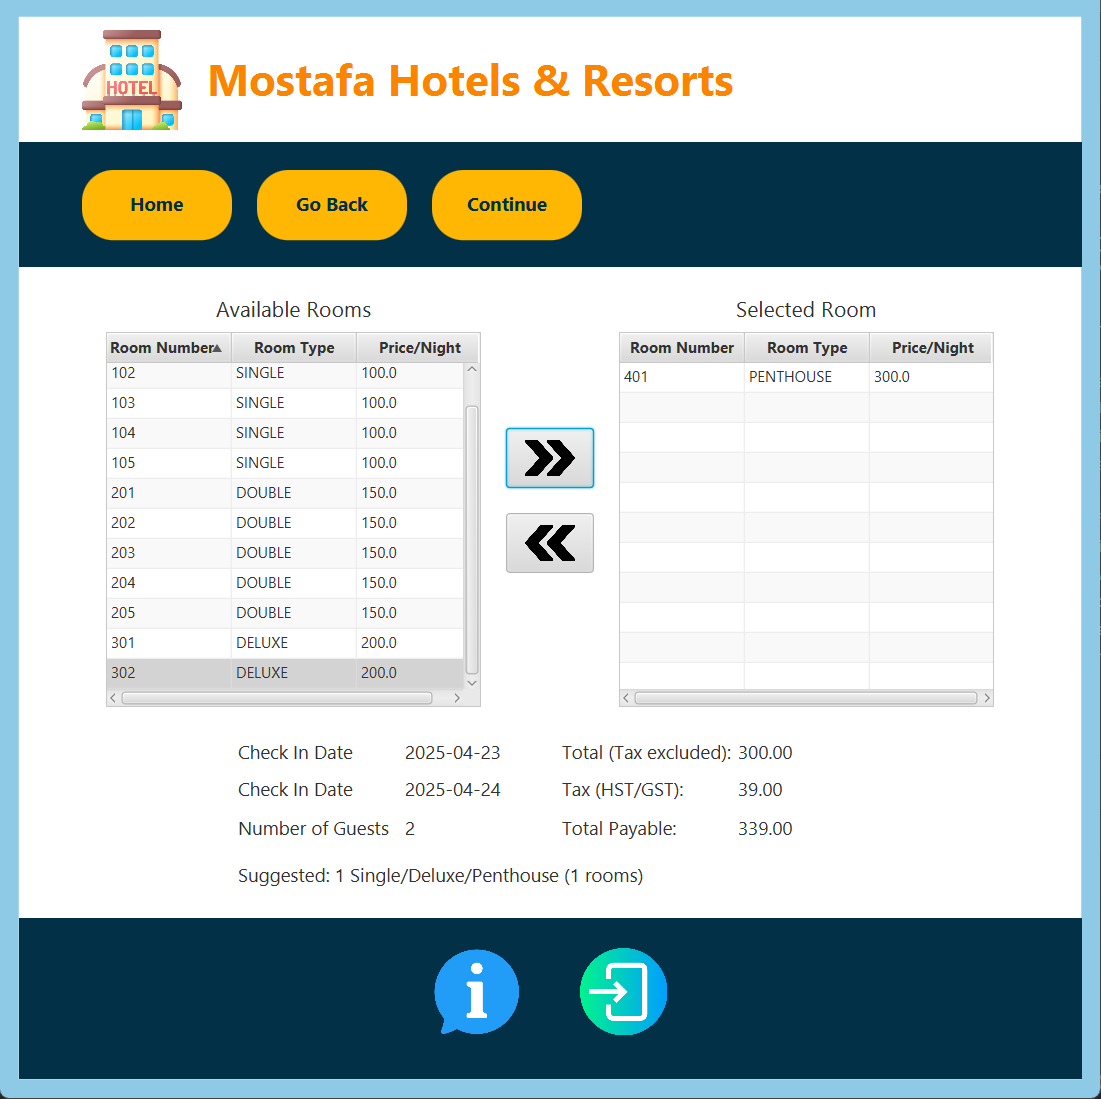 HOTEL
Mostafa Hotels & Resorts
Home Go Back Continue
Available Rooms
Room Number Room Type Price/Night
102 SINGLE 100.0
103 SINGLE 100.0
104 SINGLE 100.0
105 SINGLE 100.0
201 DOUBLE 150.0
202 DOUBLE 150.0
203 DOUBLE 150.0
204 DOUBLE 150.0
205 DOUBLE 150.0
301 DELUXE 200.0
302 DELUXE 200.0
Selected Room
Room Number Room Type Price/Night
401 PENTHOUSE 300.0
Check In Date 2025-04-23
Check In Date 2025-04-24
Number of Guests 2
Total (Tax excluded): 300.00
Tax (HST/GST): 39.00
Total Payable: 339.00
Suggested: 1 Single/Deluxe/Penthouse (1 rooms)